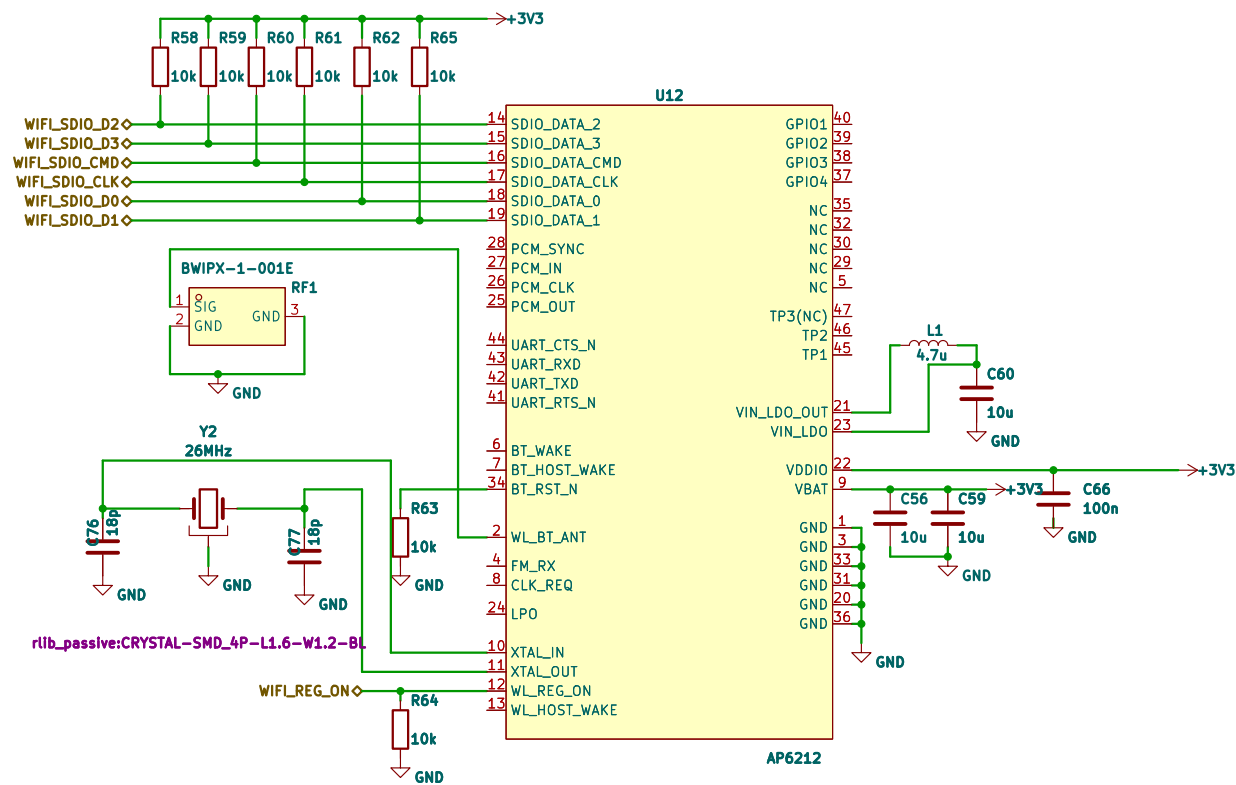 +3V3
R58 R59 R60 R61 R62 R65
10k 10k 10k 10k 10k 10k
U12
WIFI_SDIO_D2 14 SDIO_DATA_2 GPIO1 40
WIFI_SDIO_D3 15 SDIO_DATA_3 GPIO2 39
WIFI_SDIO_CMD 16 SDIO_DATA_CMD GPIO3 38
WIFI_SDIO_CLK 17 SDIO_DATA_CLK GPIO4 37
WIFI_SDIO_D0 18 SDIO_DATA_0 NC 35
WIFI_SDIO_D1 19 SDIO_DATA_1 NC 32
28 PCM_SYNC NC 30
BWIPX-1-001E 27 PCM_IN NC 29
RF1 26 PCM_CLK NC 5
1 SIG 25 PCM_OUT
GND 3 TP3(NC) 47
2 GND TP2 46
L1
44 UART_CTS_N TP1 45
4.7u
43 UART_RXD
C60
42 UART_TXD
GND GND
41 UART_RTS_N
VIN_LDO_OUT 21 10u
Y2 VIN_LDO 23
GND
26MHz 6 BT_WAKE
7 BT_HOST_WAKE VDDIO 22 +3V3
34 BT_RST_N VBAT 9 +3V3 C66
C56 C59
R63 100n
C76 18p C77 18p 2 WL_BT_ANT GND 1 10u 10u GND
10k GND 3
4 FM_RX GND 33
GND
GND GND 8 CLK_REQ GND 31
GND GND
24 LPO GND 20
GND 36
rlib_passive:CRYSTAL-SMD_4P-L1.6-W1.2-BL
10 XTAL_IN
GND
11 XTAL_OUT
WIFI_REG_ON 12 WL_REG_ON
R64 13 WL_HOST_WAKE
10k
AP6212
GND